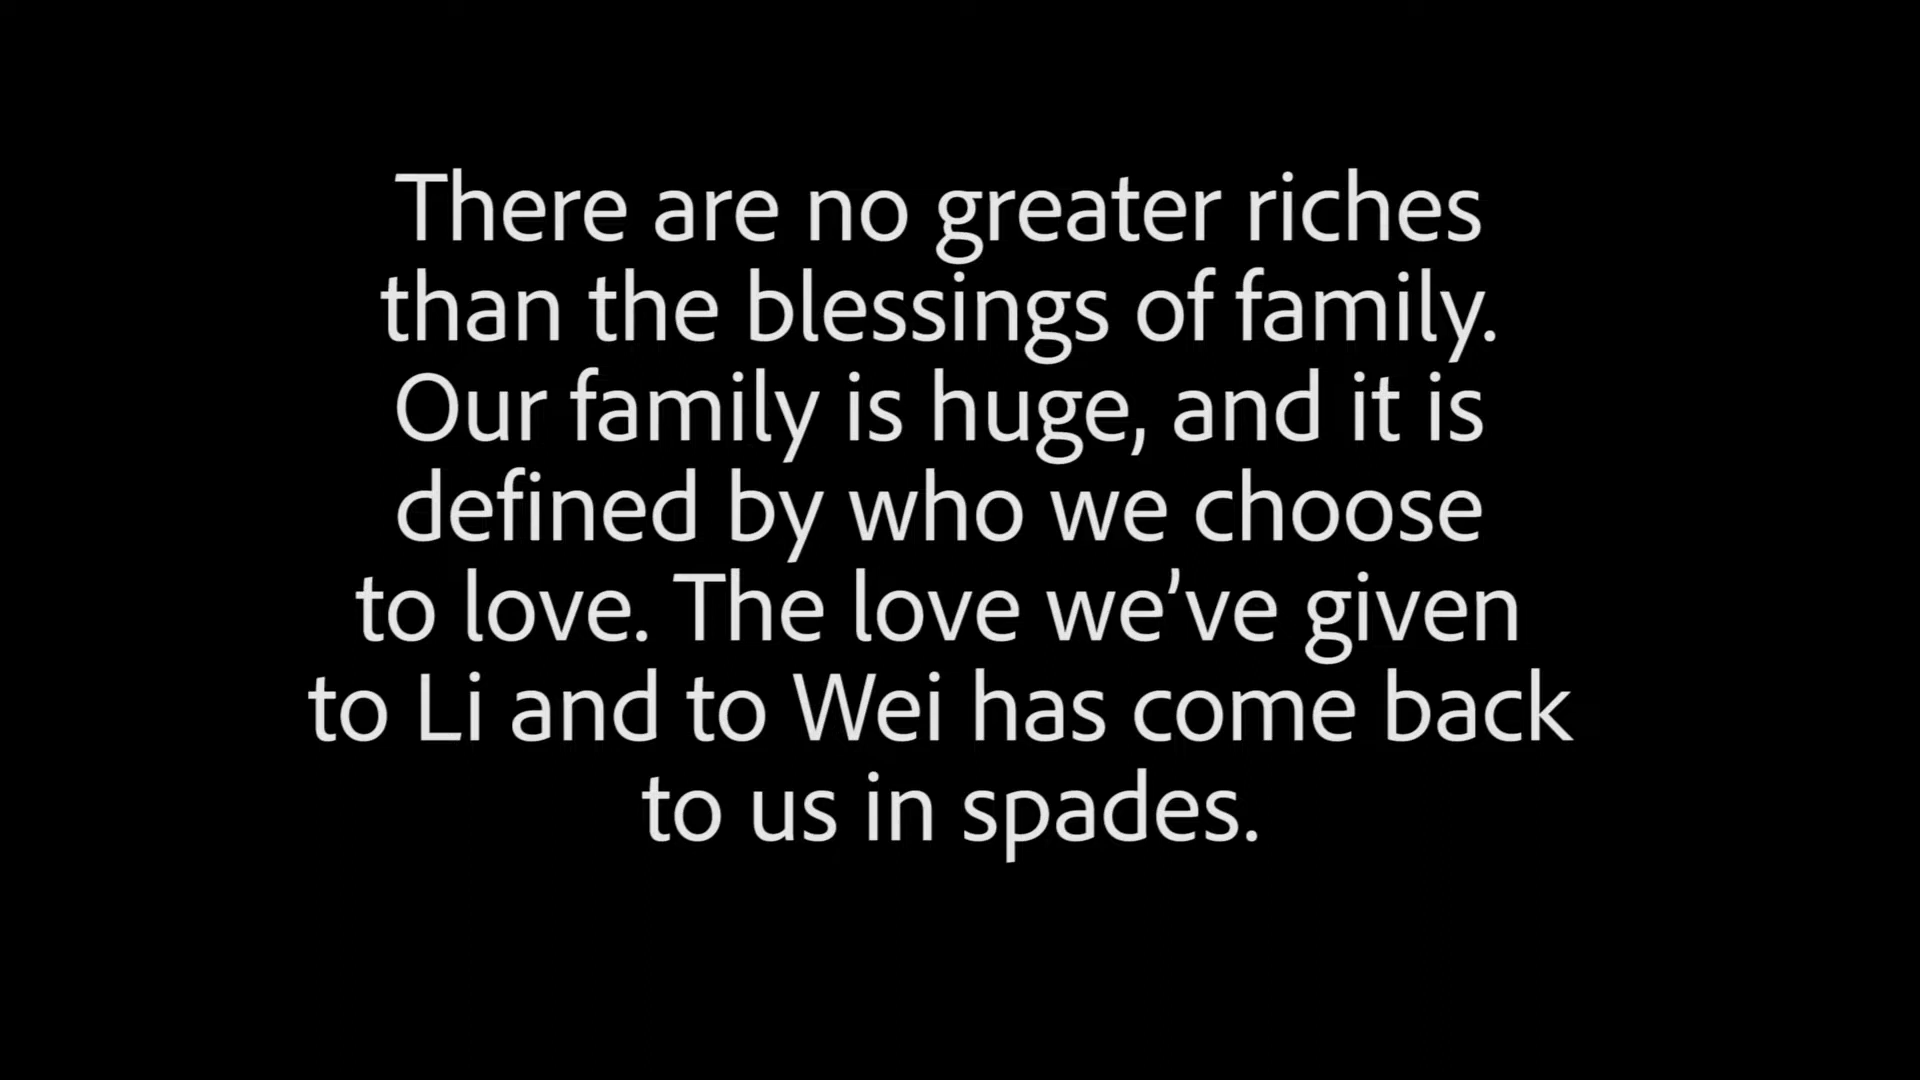 There are no greater riches
than the blessings of family.
Our family is huge, and it is
defined by who we choose
to love. The love we’ve given
to Li and to Wei has come back
to us in spades.